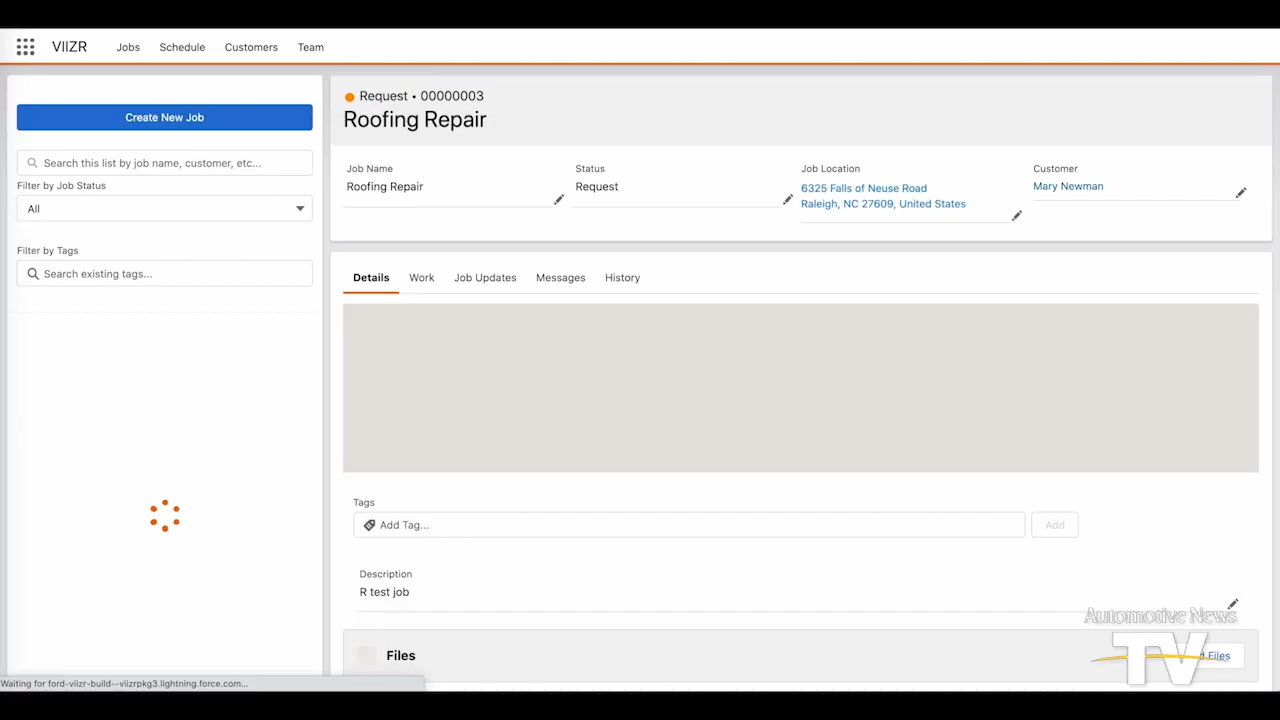 VIIZR
Jobs
Schedule
Customers
Team
Create New Job
Search this list by job name, customer, etc...
Filter by Job Status
All
Filter by Tags
Search existing tags...
Request • 00000003
Roofing Repair
Job Name
Roofing Repair
Status
Request
Job Location
6325 Falls of Neuse Road
Raleigh, NC 27609, United States
Customer
Mary Newman
Details
Work
Job Updates
Messages
History
Tags
Add Tag...
Add
Description
R test job
Files
Files
Automotive News
TV
Waiting for ford-viizr-build--viizrpkg3.lightning.force.com...